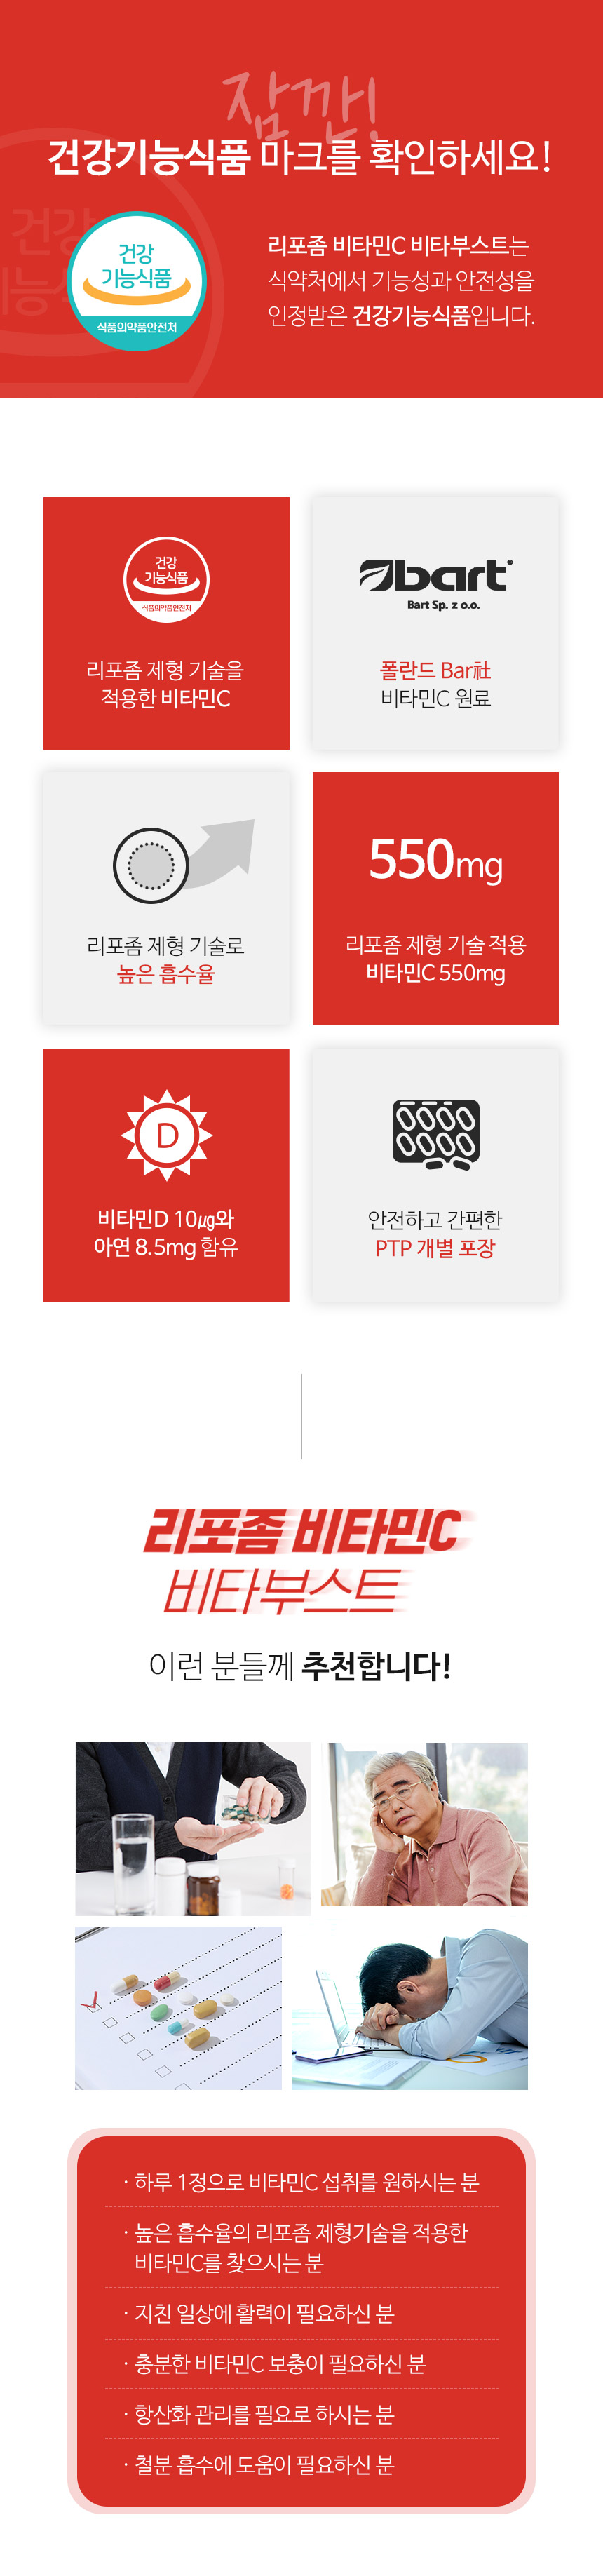 잠깐!
건강기능식품 마크를 확인하세요!
건강
기능식품
식품의약품안전처
리포좀 비타민C 비타부스트는
식약처에서 기능성과 안전성을
인정받은 건강기능식품입니다.
건강
기능식품
식품의약품안전처
리포좀 제형 기술을
적용한 비타민C
bart
Bart Sp. z o.o.
폴란드 Bar社
비타민C 원료
리포좀 제형 기술로
높은 흡수율
550mg
리포좀 제형 기술 적용
비타민C 550mg
D
비타민D 10㎍와
아연 8.5mg 함유
안전하고 간편한
PTP 개별 포장
리포좀 비타민C
비타부스트
이런 분들께 추천합니다!
· 하루 1정으로 비타민C 섭취를 원하시는 분
· 높은 흡수율의 리포좀 제형기술을 적용한
비타민C를 찾으시는 분
· 지친 일상에 활력이 필요하신 분
· 충분한 비타민C 보충이 필요하신 분
· 항산화 관리를 필요로 하시는 분
· 철분 흡수에 도움이 필요하신 분